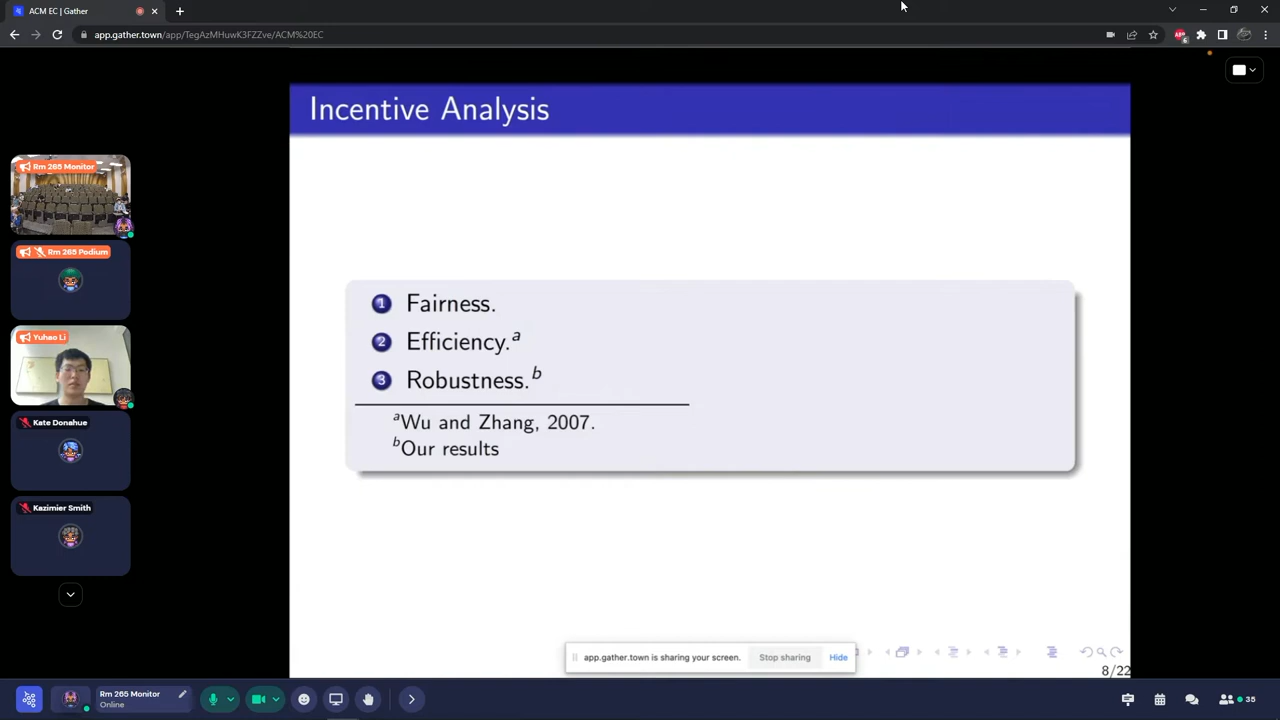 ACM EC | Gather
app.gather.town/app/TegAzMHuwK3FZZve/ACM%20EC
Incentive Analysis
Rm 265 Monitor
Rm 265 Podium
Yuhao Li
Kate Donahue
Kazimier Smith
1 Fairness.
2 Efficiency.a
3 Robustness.b
aWu and Zhang, 2007.
bOur results
app.gather.town is sharing your screen. Stop sharing Hide
8/22
Rm 265 Monitor
Online
35